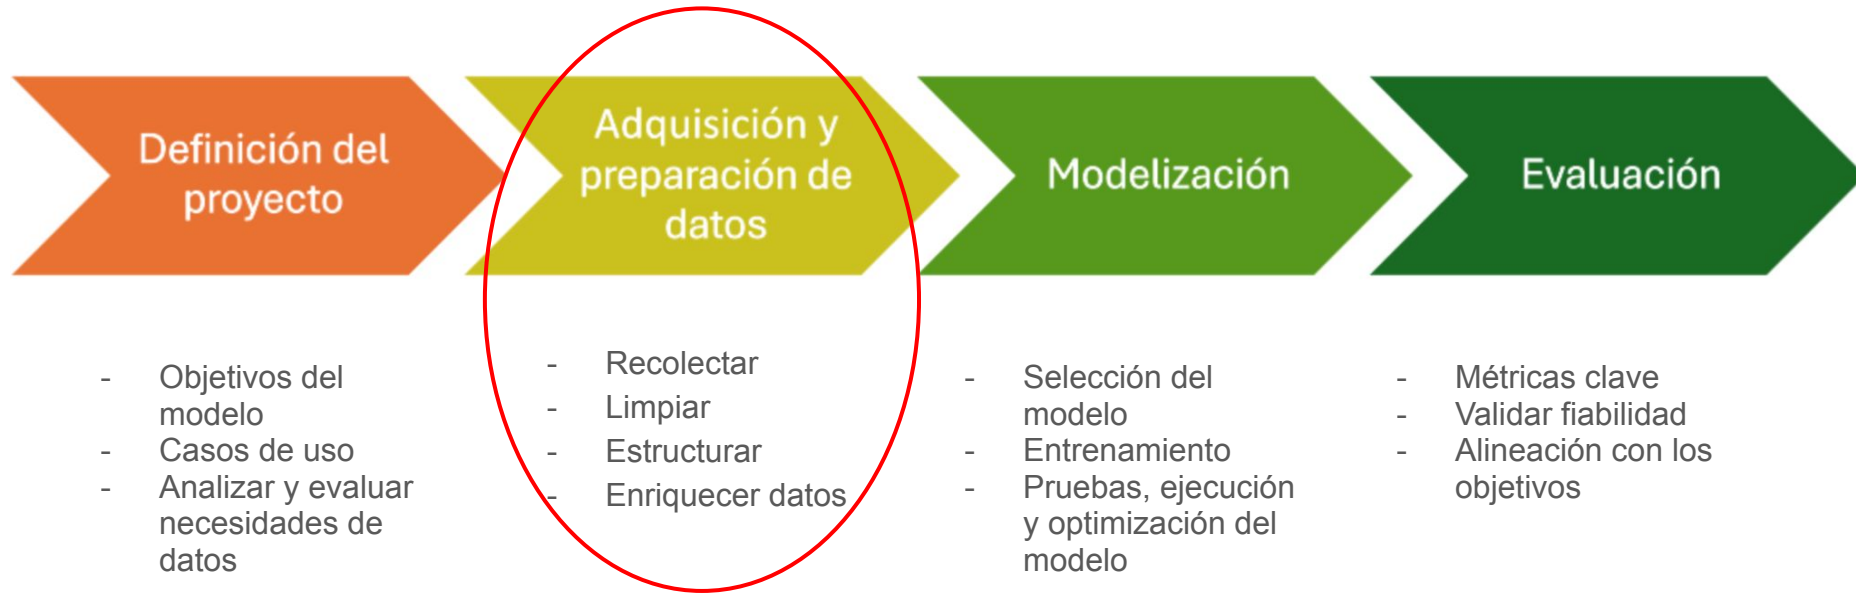 Definición del
proyecto
Adquisición y
preparación de
datos
Modelización
Evaluación
- Objetivos del
modelo
- Casos de uso
- Analizar y evaluar
necesidades de
datos
- Recolectar
- Limpiar
- Estructurar
- Enriquecer datos
- Selección del
modelo
- Entrenamiento
- Pruebas, ejecución
y optimización del
modelo
- Métricas clave
- Validar fiabilidad
- Alineación con los
objetivos